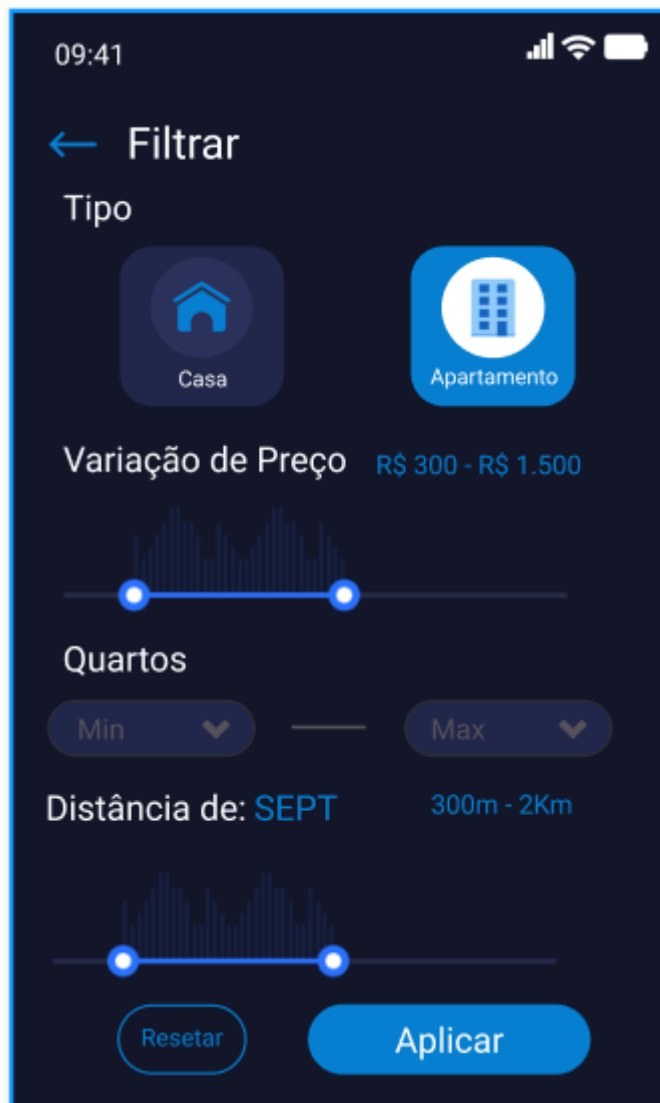 09:41
Filtrar
Tipo
Casa
Apartamento
Variação de Preço R$ 300 - R$ 1.500
Quartos
Min Max
Distância de: SEPT 300m - 2Km
Resetar Aplicar